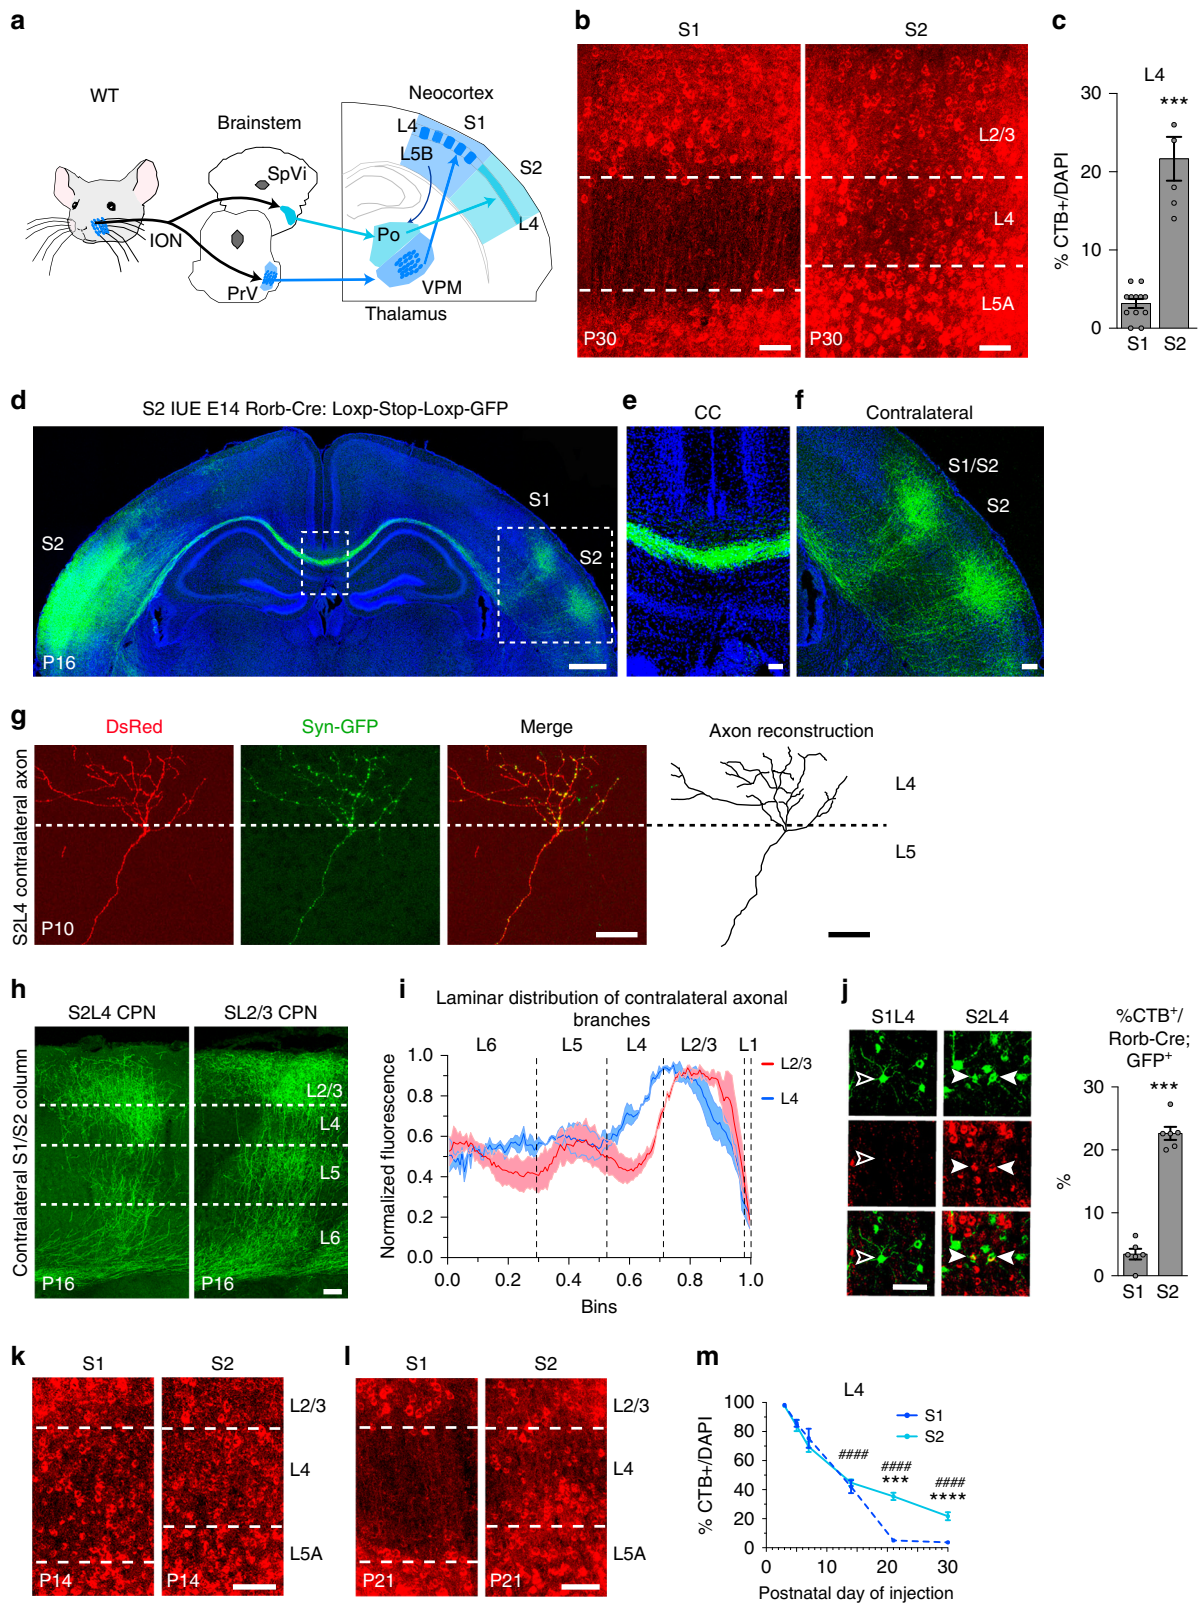 a
WT
Brainstem
SpVi
ION
PrV
Neocortex
L4
S1
L5B
S2
L4
Po
VPM
Thalamus
b
S1
S2
L2/3
L4
L5A
P30
P30
c
L4
***
% CTB+/DAPI
30
20
10
0
S1
S2
d
S2 IUE E14 Rorb-Cre: Loxp-Stop-Loxp-GFP
S2
S1
S2
P16
e
CC
f
Contralateral
S1/S2
S2
g
S2L4 contralateral axon
DsRed
Syn-GFP
Merge
Axon reconstruction
L4
L5
P10
h
Contralateral S1/S2 column
S2L4 CPN
SL2/3 CPN
L2/3
L4
L5
L6
P16
P16
i
Laminar distribution of contralateral axonal
branches
L6
L5
L4
L2/3
L1
L2/3
L4
Normalized fluorescence
1.0
0.8
0.6
0.4
0.2
0.0
0.0
0.2
0.4
0.6
0.8
1.0
Bins
j
S1L4
S2L4
%CTB+/
Rorb-Cre;
GFP+
***
%
30
20
10
0
S1
S2
k
S1
S2
L2/3
L4
L5A
P14
P14
l
S1
S2
L2/3
L4
L5A
P21
P21
m
L4
S1
S2
% CTB+/DAPI
100
80
60
40
20
0
####
####
***
####
****
0
10
20
30
Postnatal day of injection